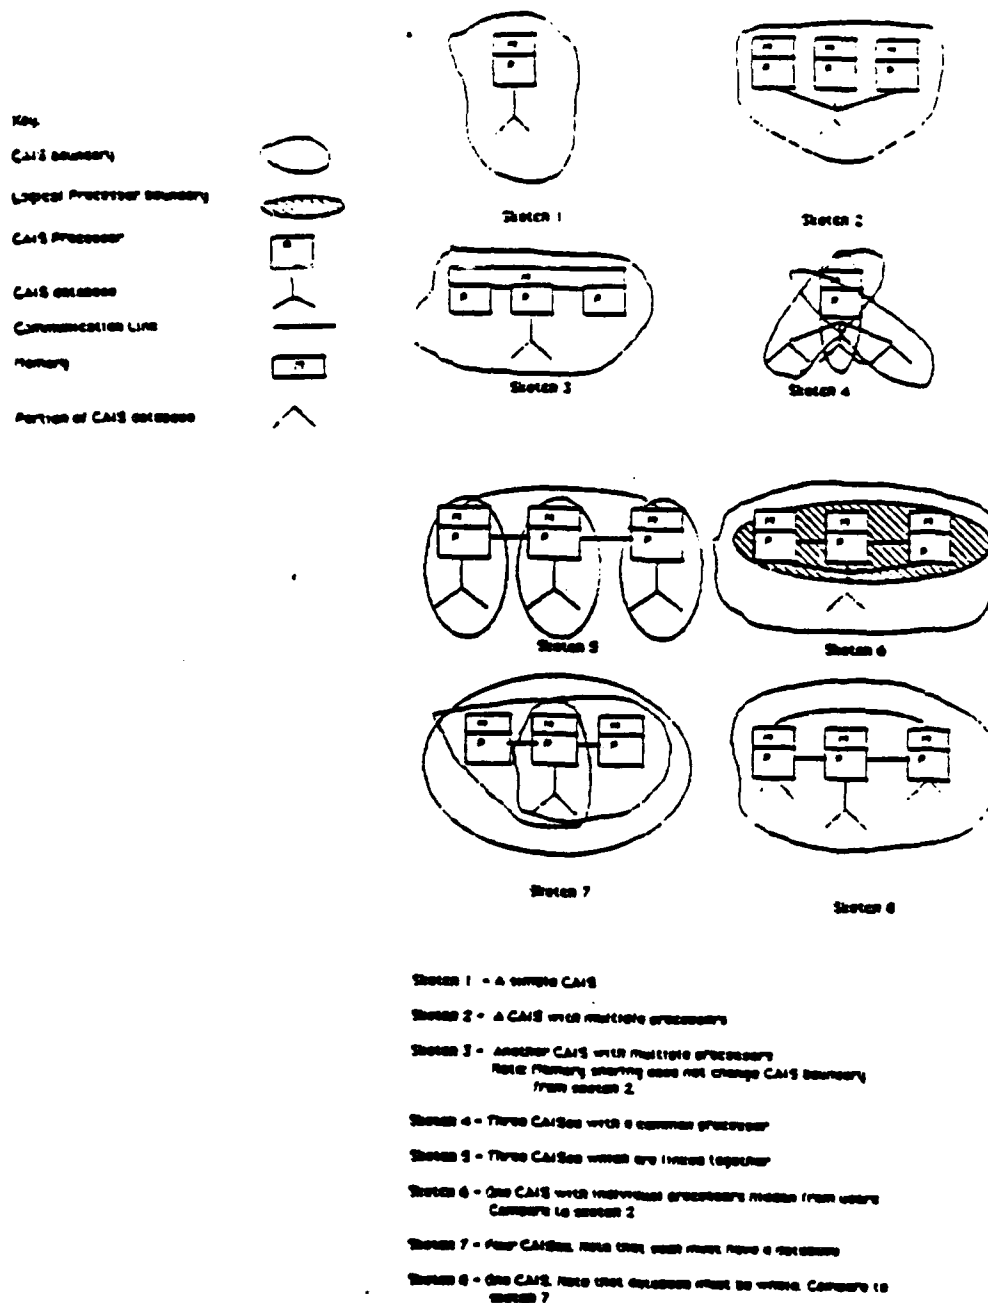 Key
CAIS boundary
Logical Processor boundary
CAIS Processor
CAIS database
Communication Line
Memory
Portion of CAIS database
M
P
Sketch 1
M M M
P P P
Sketch 2
M
P P P
Sketch 3
P
Sketch 4
M M M
P P P
Sketch 5
M M M
P P P
Sketch 6
M M M
P P P
Sketch 7
M M M
P P P
Sketch 8
Sketch 1 - A simple CAIS
Sketch 2 - A CAIS with multiple processors
Sketch 3 - Another CAIS with multiple processors
Note: Memory sharing does not change CAIS boundary
from sketch 2
Sketch 4 - Three CAISes with a common processor
Sketch 5 - Three CAISes which are linked together
Sketch 6 - One CAIS with individual processors hidden from users
Compare to sketch 2
Sketch 7 - Four CAISes. Note that each must have a database
Sketch 8 - One CAIS. Note that database must be whole. Compare to
sketch 7